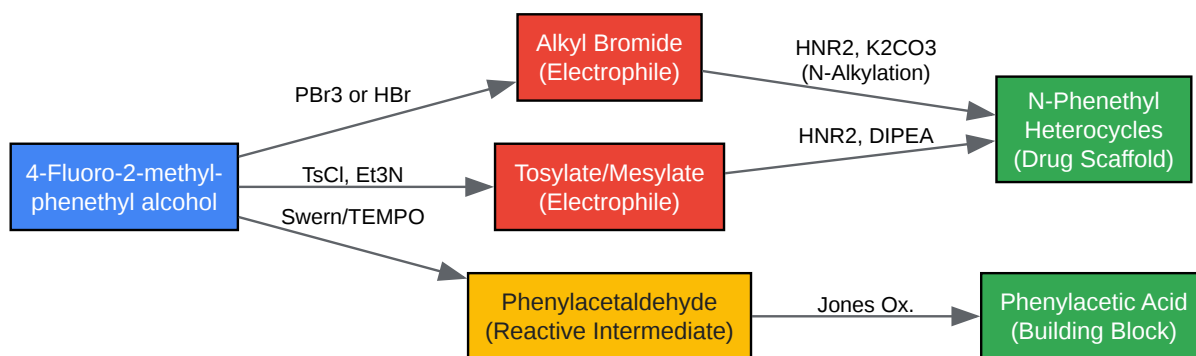 4-Fluoro-2-methyl-
phenethyl alcohol
PBr3 or HBr
TsCl, Et3N
Swern/TEMPO
Alkyl Bromide
(Electrophile)
Tosylate/Mesylate
(Electrophile)
Phenylacetaldehyde
(Reactive Intermediate)
HNR2, K2CO3
(N-Alkylation)
HNR2, DIPEA
Jones Ox.
N-Phenethyl
Heterocycles
(Drug Scaffold)
Phenylacetic Acid
(Building Block)